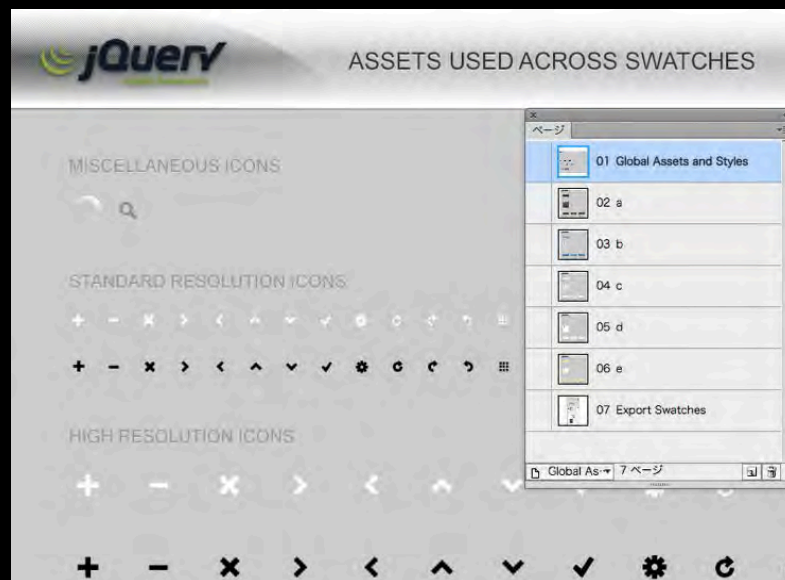 jQuery
ASSETS USED ACROSS SWATCHES
MISCELLANEOUS ICONS
STANDARD RESOLUTION ICONS
HIGH RESOLUTION ICONS
ページ
01 Global Assets and Styles
02 a
03 b
04 c
05 d
06 e
07 Export Swatches
Global As
7 ページ